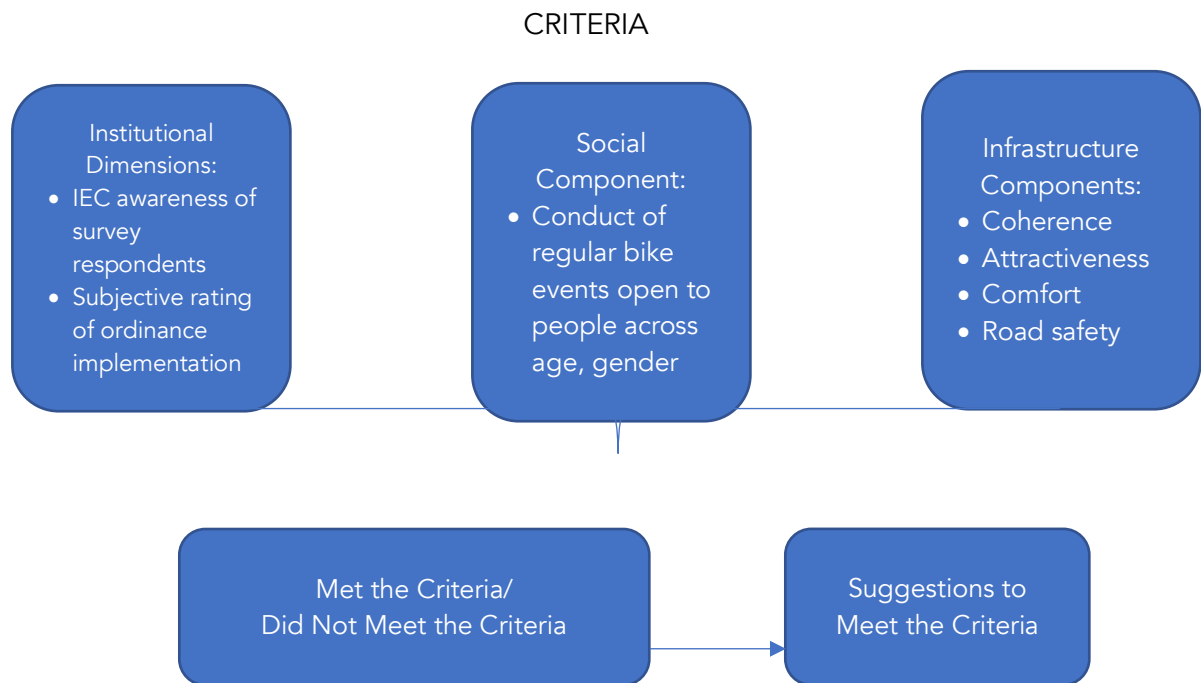 CRITERIA
Institutional
Dimensions:
• IEC awareness of
survey
respondents
• Subjective rating
of ordinance
implementation
Social
Component:
• Conduct of
regular bike
events open to
people across
age, gender
Infrastructure
Components:
• Coherence
• Attractiveness
• Comfort
• Road safety
Met the Criteria/
Did Not Meet the Criteria
Suggestions to
Meet the Criteria